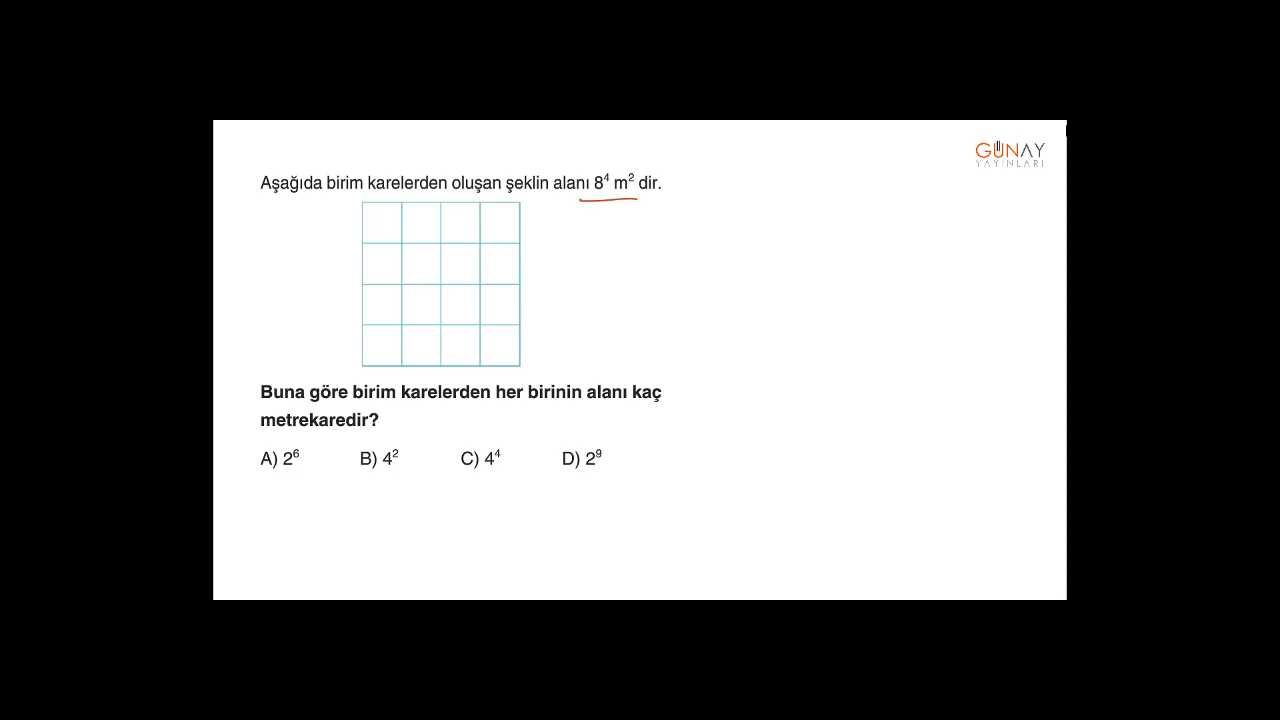 GÜNAY
YAYINLARI
Aşağıda birim karelerden oluşan şeklin alanı 8⁴ m² dir.
Buna göre birim karelerden her birinin alanı kaç
metrekaredir?
A) 2⁶ B) 4² C) 4⁴ D) 2⁹